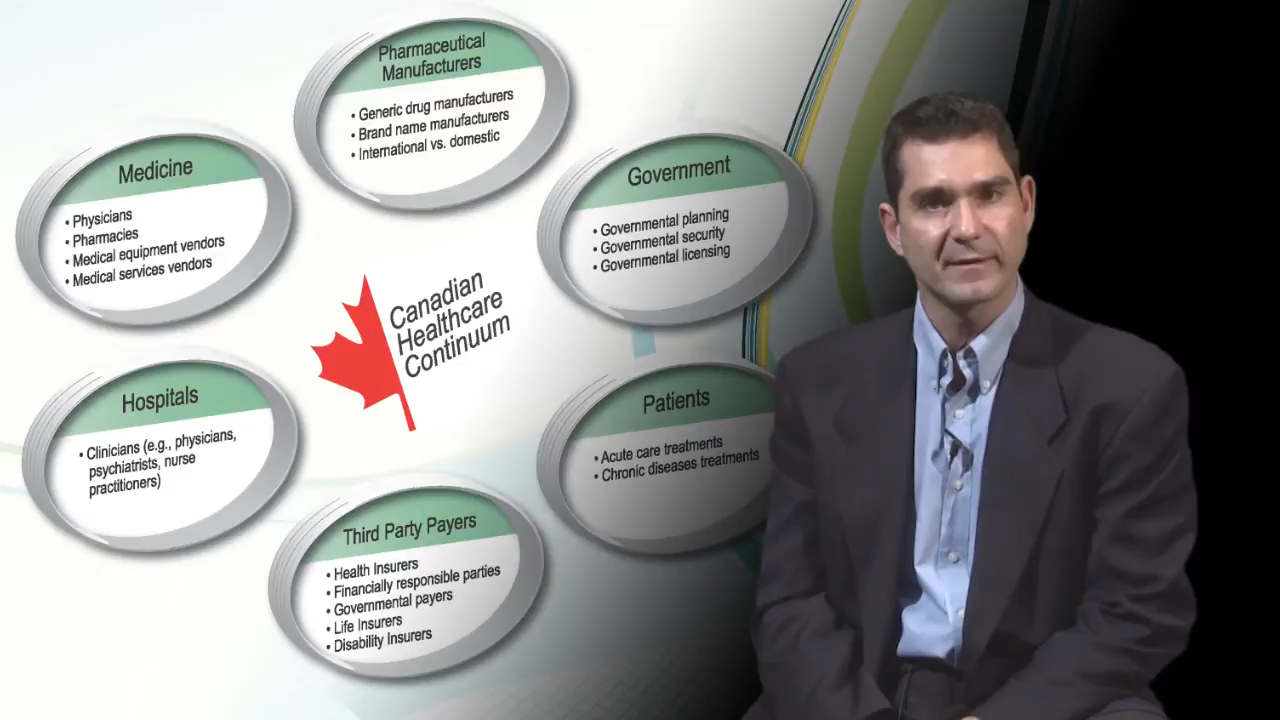 Pharmaceutical
Manufacturers
• Generic drug manufacturers
• Brand name manufacturers
• International vs. domestic
Medicine
• Physicians
• Pharmacies
• Medical equipment vendors
• Medical services vendors
Government
• Governmental planning
• Governmental security
• Governmental licensing
Canadian
Healthcare
Continuum
Hospitals
• Clinicians (e.g., physicians,
psychiatrists, nurse
practitioners)
Patients
• Acute care treatments
• Chronic diseases treatments
Third Party Payers
• Health Insurers
• Financially responsible parties
• Governmental payers
• Life Insurers
• Disability Insurers